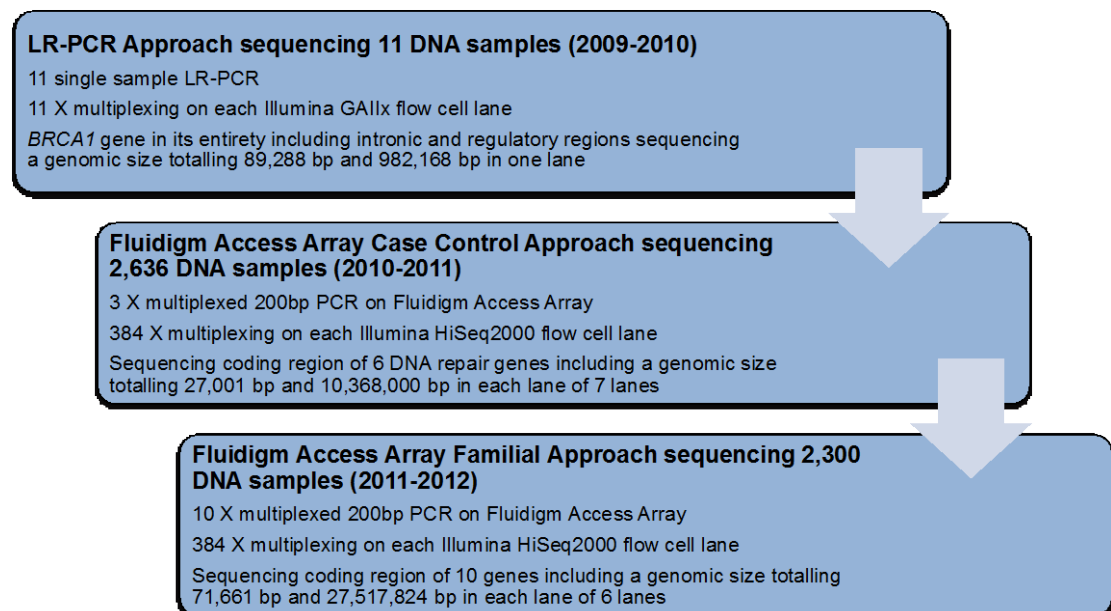 LR-PCR Approach sequencing 11 DNA samples (2009-2010)
11 single sample LR-PCR
11 X multiplexing on each Illumina GAIIx flow cell lane
BRCA1 gene in its entirety including intronic and regulatory regions sequencing
a genomic size totalling 89,288 bp and 982,168 bp in one lane
Fluidigm Access Array Case Control Approach sequencing
2,636 DNA samples (2010-2011)
3 X multiplexed 200bp PCR on Fluidigm Access Array
384 X multiplexing on each Illumina HiSeq2000 flow cell lane
Sequencing coding region of 6 DNA repair genes including a genomic size
totalling 27,001 bp and 10,368,000 bp in each lane of 7 lanes
Fluidigm Access Array Familial Approach sequencing 2,300
DNA samples (2011-2012)
10 X multiplexed 200bp PCR on Fluidigm Access Array
384 X multiplexing on each Illumina HiSeq2000 flow cell lane
Sequencing coding region of 10 genes including a genomic size totalling
71,661 bp and 27,517,824 bp in each lane of 6 lanes